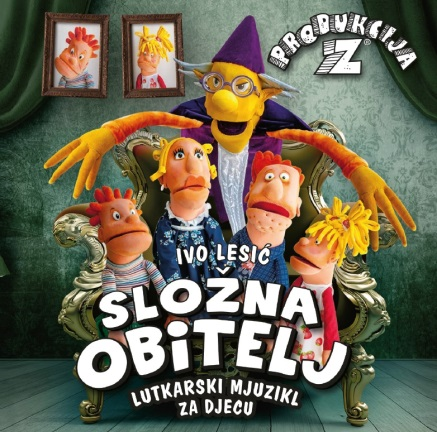 PRODUKCIJA
Z®
IVO LESIĆ
SLOŽNA
OBiTELJ
LUTKARSKI MJUZIKL
ZA DJECU